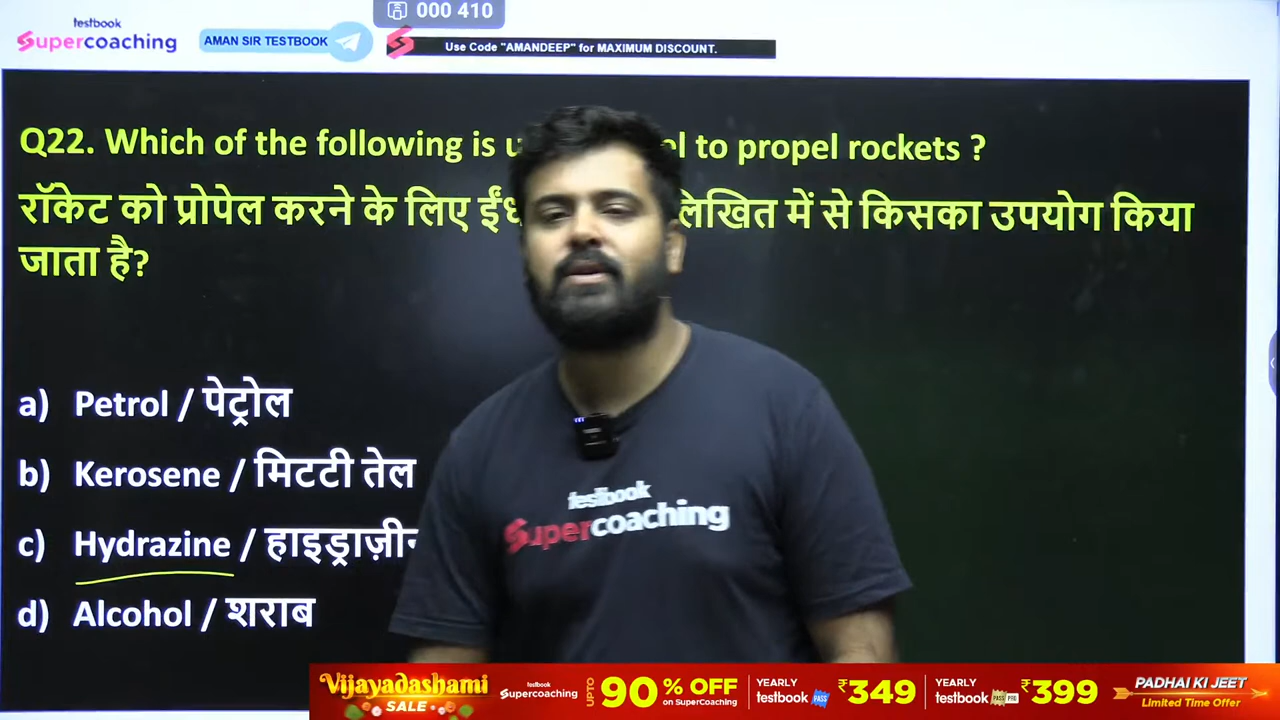 000 410
testbook
Supercoaching
AMAN SIR TESTBOOK
Use Code "AMANDEEP" for MAXIMUM DISCOUNT.
Q22. Which of the following is to propel rockets ?
रॉकेट को प्रोपेल करने के लिए में से किसका उपयोग किया
जाता है?
a) Petrol / पेट्रोल
b) Kerosene / मिटटी तेल
c) Hydrazine /
d) Alcohol / शराब
testbook
Supercoaching
Vijayadashami
SALE
testbook
Supercoaching
UPTO 90% OFF
on SuperCoaching
YEARLY
testbook PASS
₹349
YEARLY
testbook PASS PRO
₹399
PADHAI KI JEET
Limited Time Offer